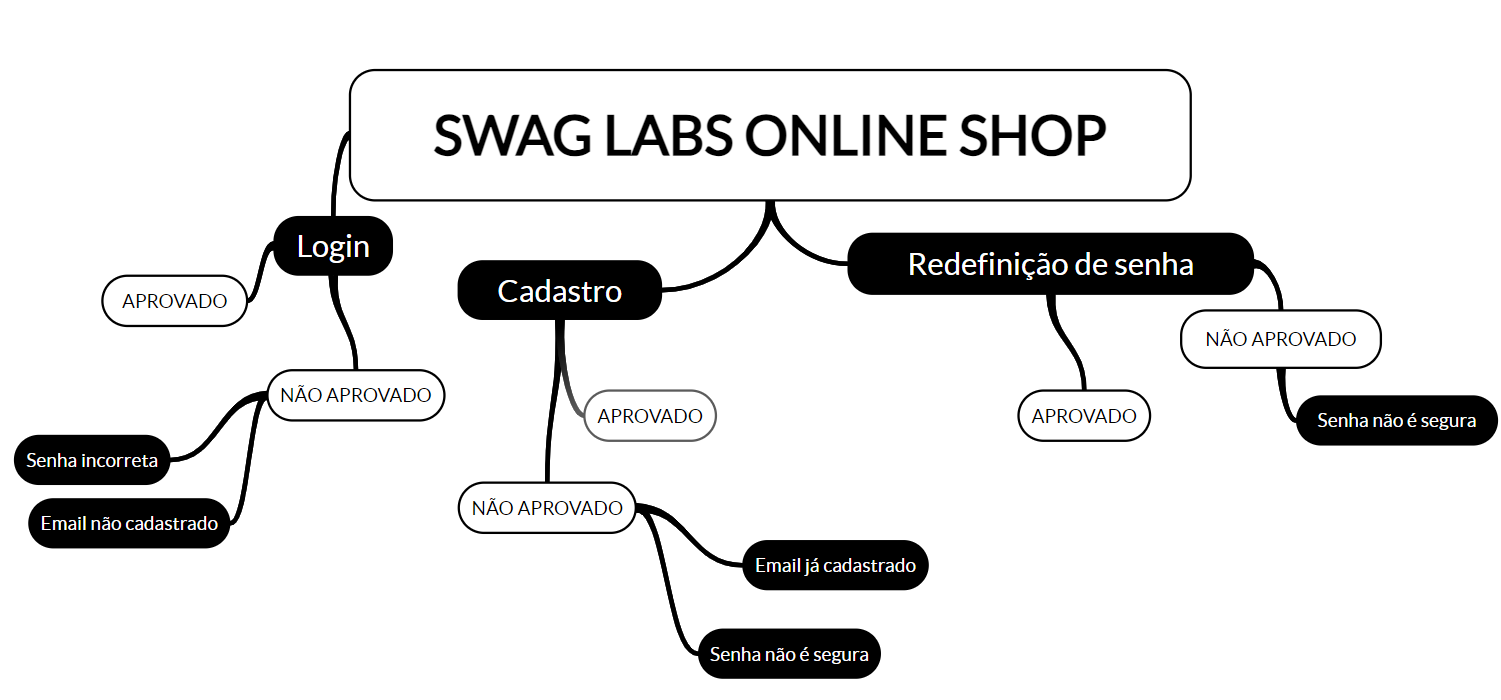 SWAG LABS ONLINE SHOP
Login
APROVADO
NÃO APROVADO
Senha incorreta
Email não cadastrado
Cadastro
APROVADO
NÃO APROVADO
Email já cadastrado
Senha não é segura
Redefinição de senha
APROVADO
NÃO APROVADO
Senha não é segura